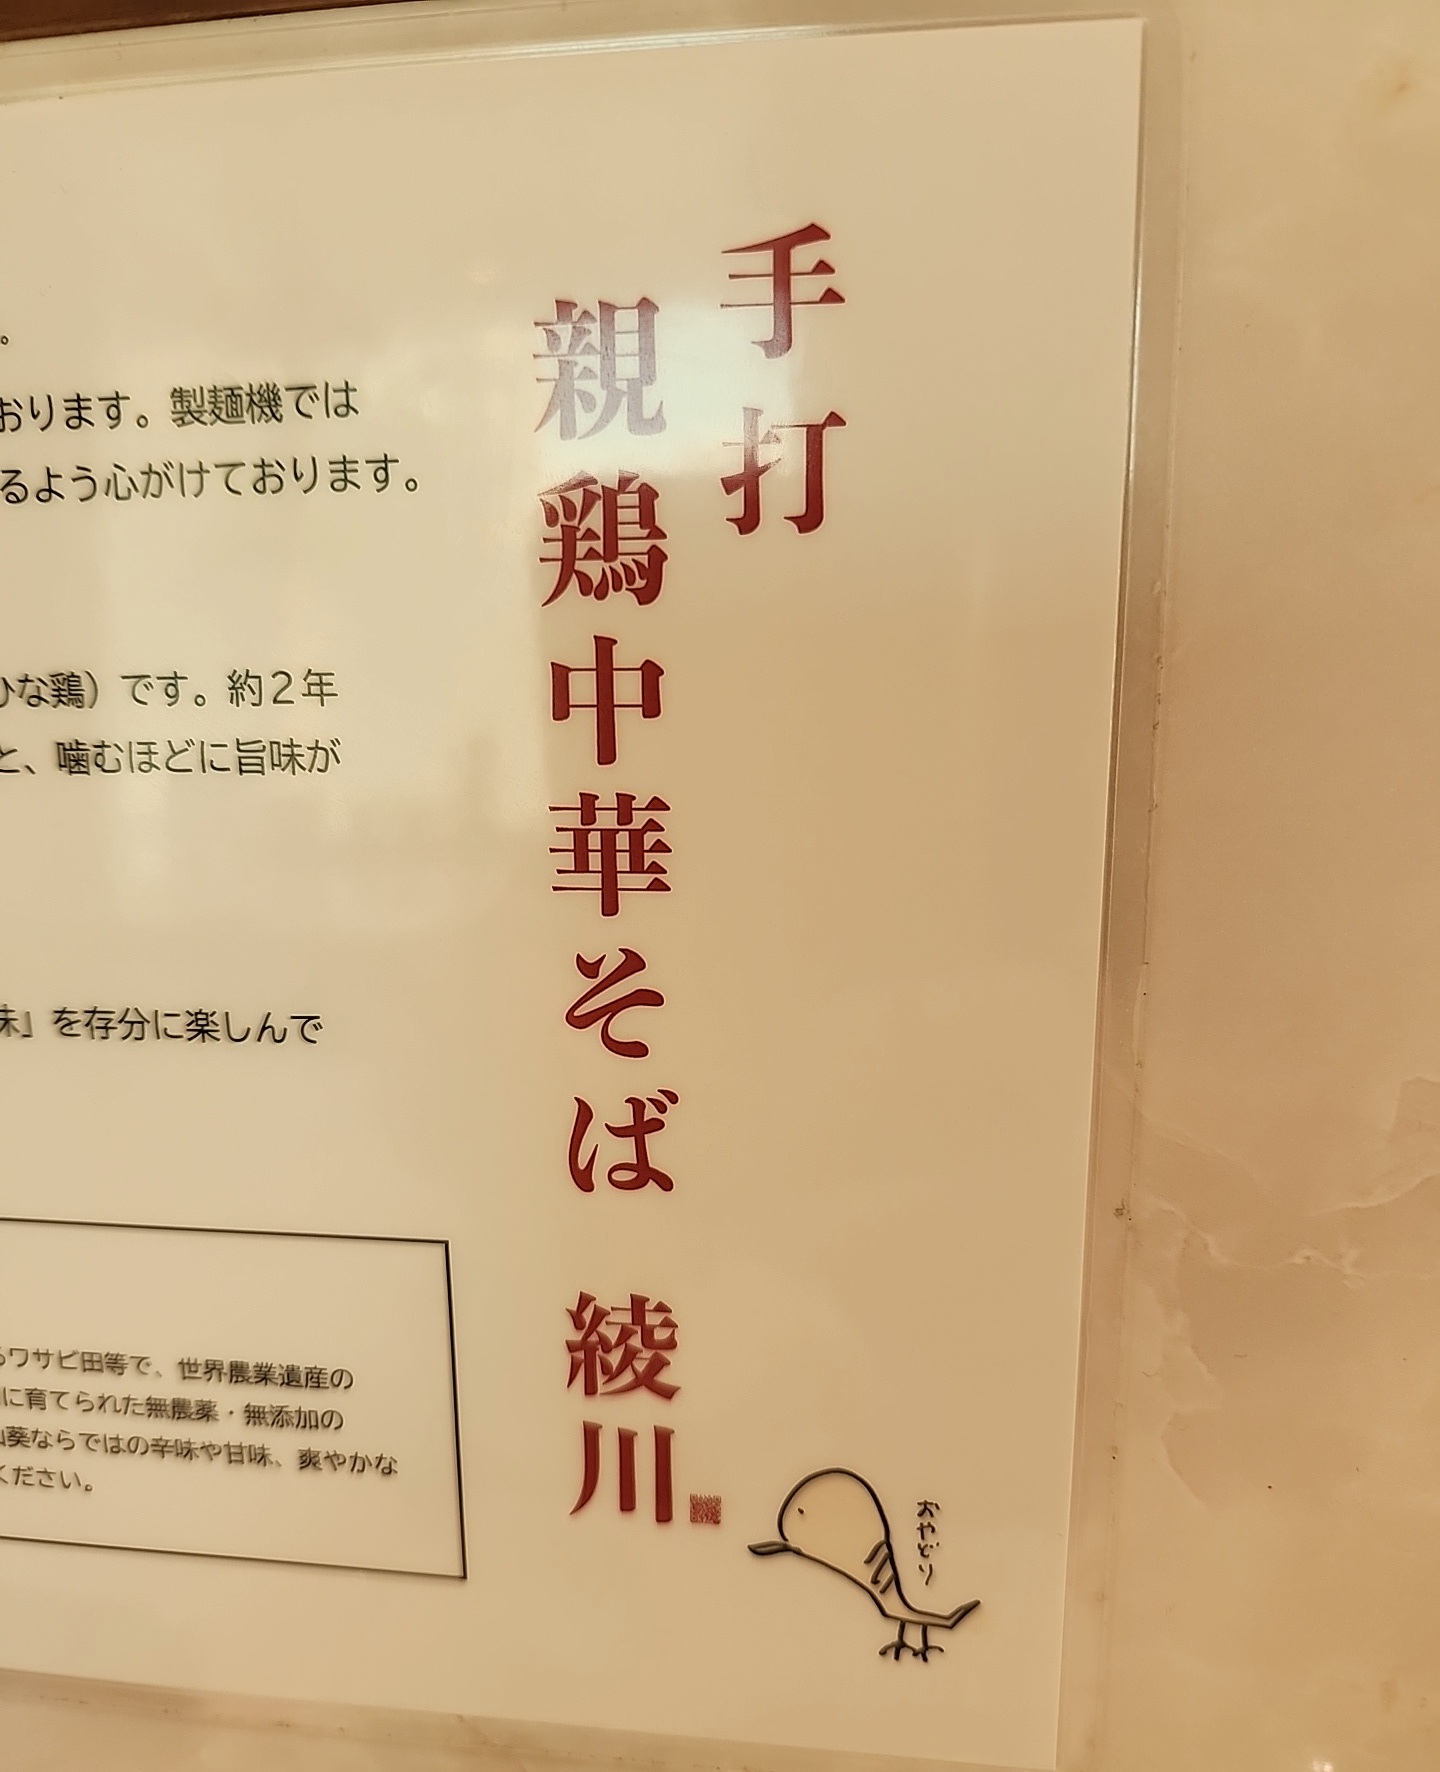 手打
親鶏中華そば 綾川
おやどり
。
おります。製麺機では
るよう心がけております。
ひな鶏）です。約２年
と、噛むほどに旨味が
味」を存分に楽しんで
るワサビ田等で、世界農業遺産の
に育てられた無農薬・無添加の
山葵ならではの辛味や甘味、爽やかな
ください。